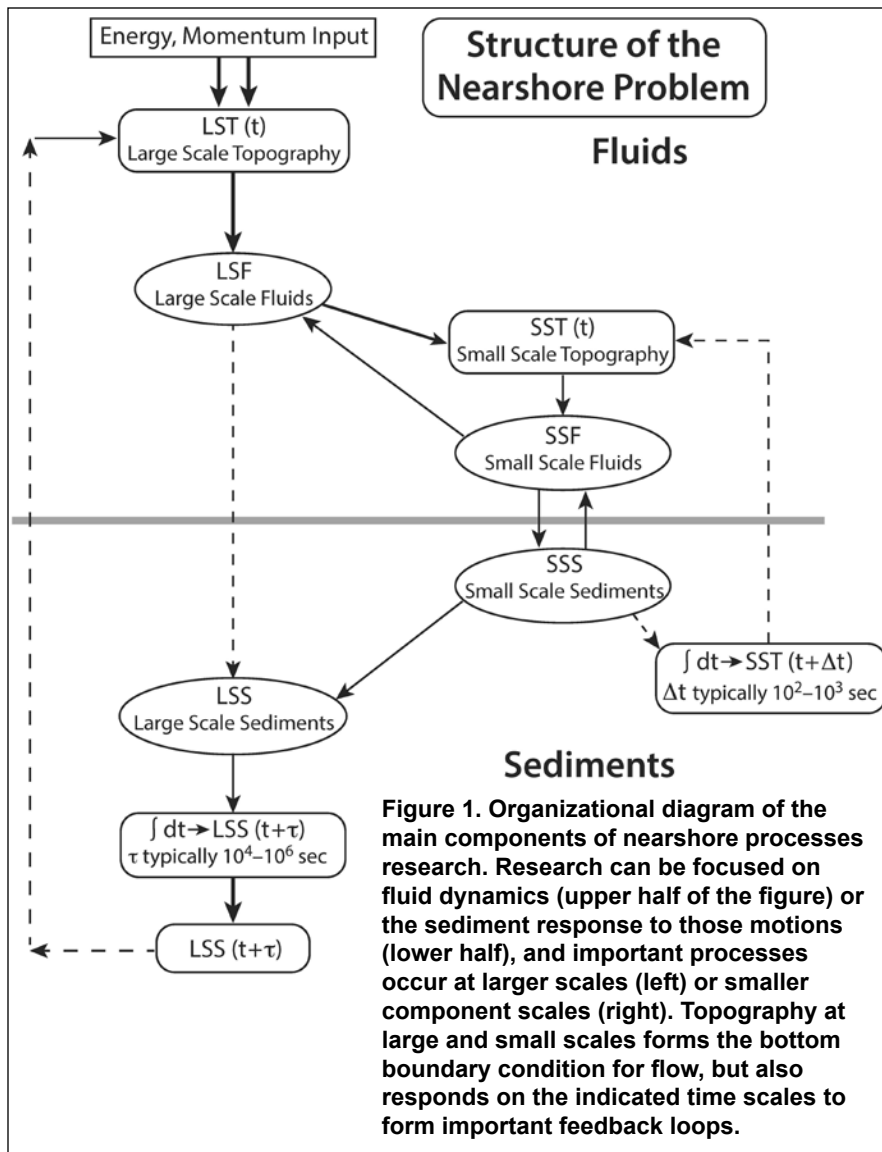 Energy, Momentum Input
Structure of the
Nearshore Problem
LST (t)
Large Scale Topography
Fluids
LSF
Large Scale Fluids
SST (t)
Small Scale Topography
SSF
Small Scale Fluids
SSS
Small Scale Sediments
∫ dt→SST (t+Δt)
Δt typically 10²–10³ sec
LSS
Large Scale Sediments
Sediments
∫ dt→LSS (t+τ)
τ typically 10⁴–10⁶ sec
LSS (t+τ)
Figure 1. Organizational diagram of the
main components of nearshore processes
research. Research can be focused on
fluid dynamics (upper half of the figure) or
the sediment response to those motions
(lower half), and important processes
occur at larger scales (left) or smaller
component scales (right). Topography at
large and small scales forms the bottom
boundary condition for flow, but also
responds on the indicated time scales to
form important feedback loops.